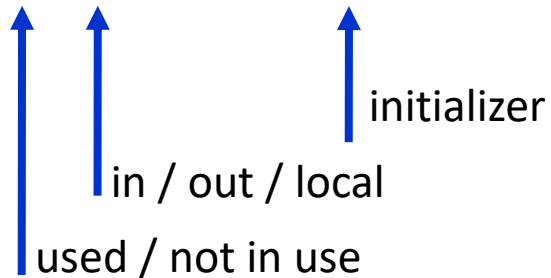 initializer
in / out / local
used / not in use